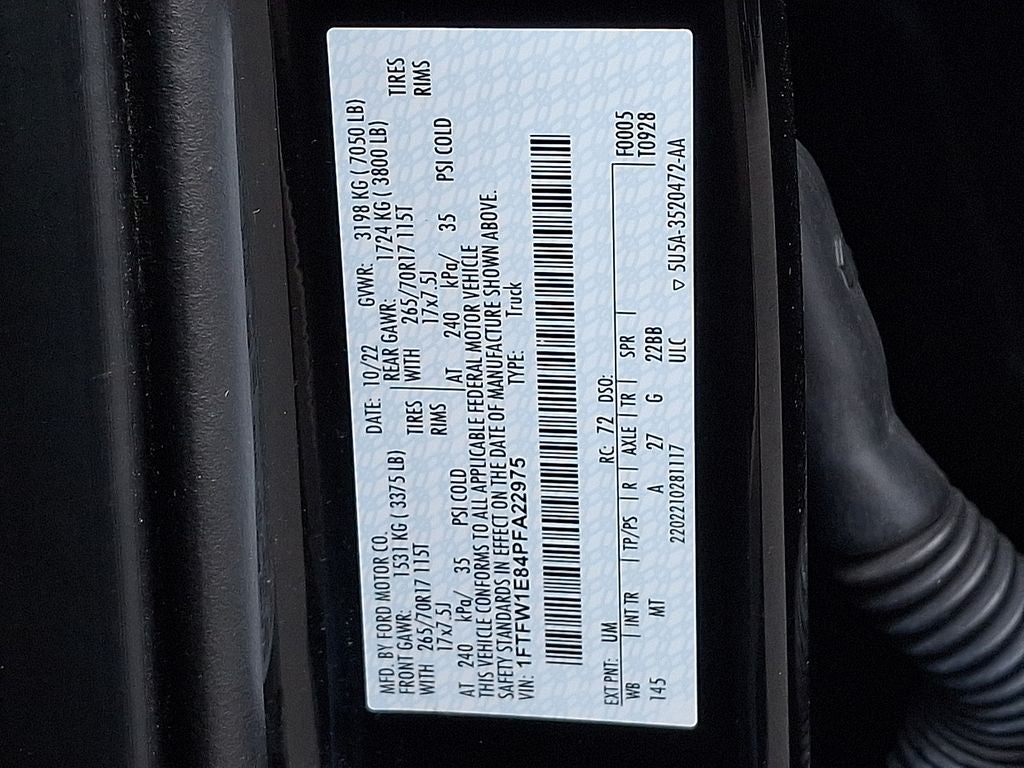 MFD. BY FORD MOTOR CO. DATE: 10/22 GVWR: 3198 KG ( 7050 LB)
FRONT GAWR: 1531 KG ( 3375 LB) REAR GAWR: 1724 KG ( 3800 LB)
WITH 265/70R17 115T TIRES WITH 265/70R17 115T TIRES
17x7.5J RIMS 17x7.5J RIMS
AT 240 kPa/ 35 PSI COLD AT 240 kPa/ 35 PSI COLD
THIS VEHICLE CONFORMS TO ALL APPLICABLE FEDERAL MOTOR VEHICLE
SAFETY STANDARDS IN EFFECT ON THE DATE OF MANUFACTURE SHOWN ABOVE.
VIN: 1FTFW1E84PFA22975 TYPE: Truck
EXT PNT: UM RC: 72 DSO:
WB INT TR TP/PS R AXLE TR SPR F0005
145 MT A 27 G 22BB T0928
2202210281117 ULC ▽ 5U5A-3520472-AA